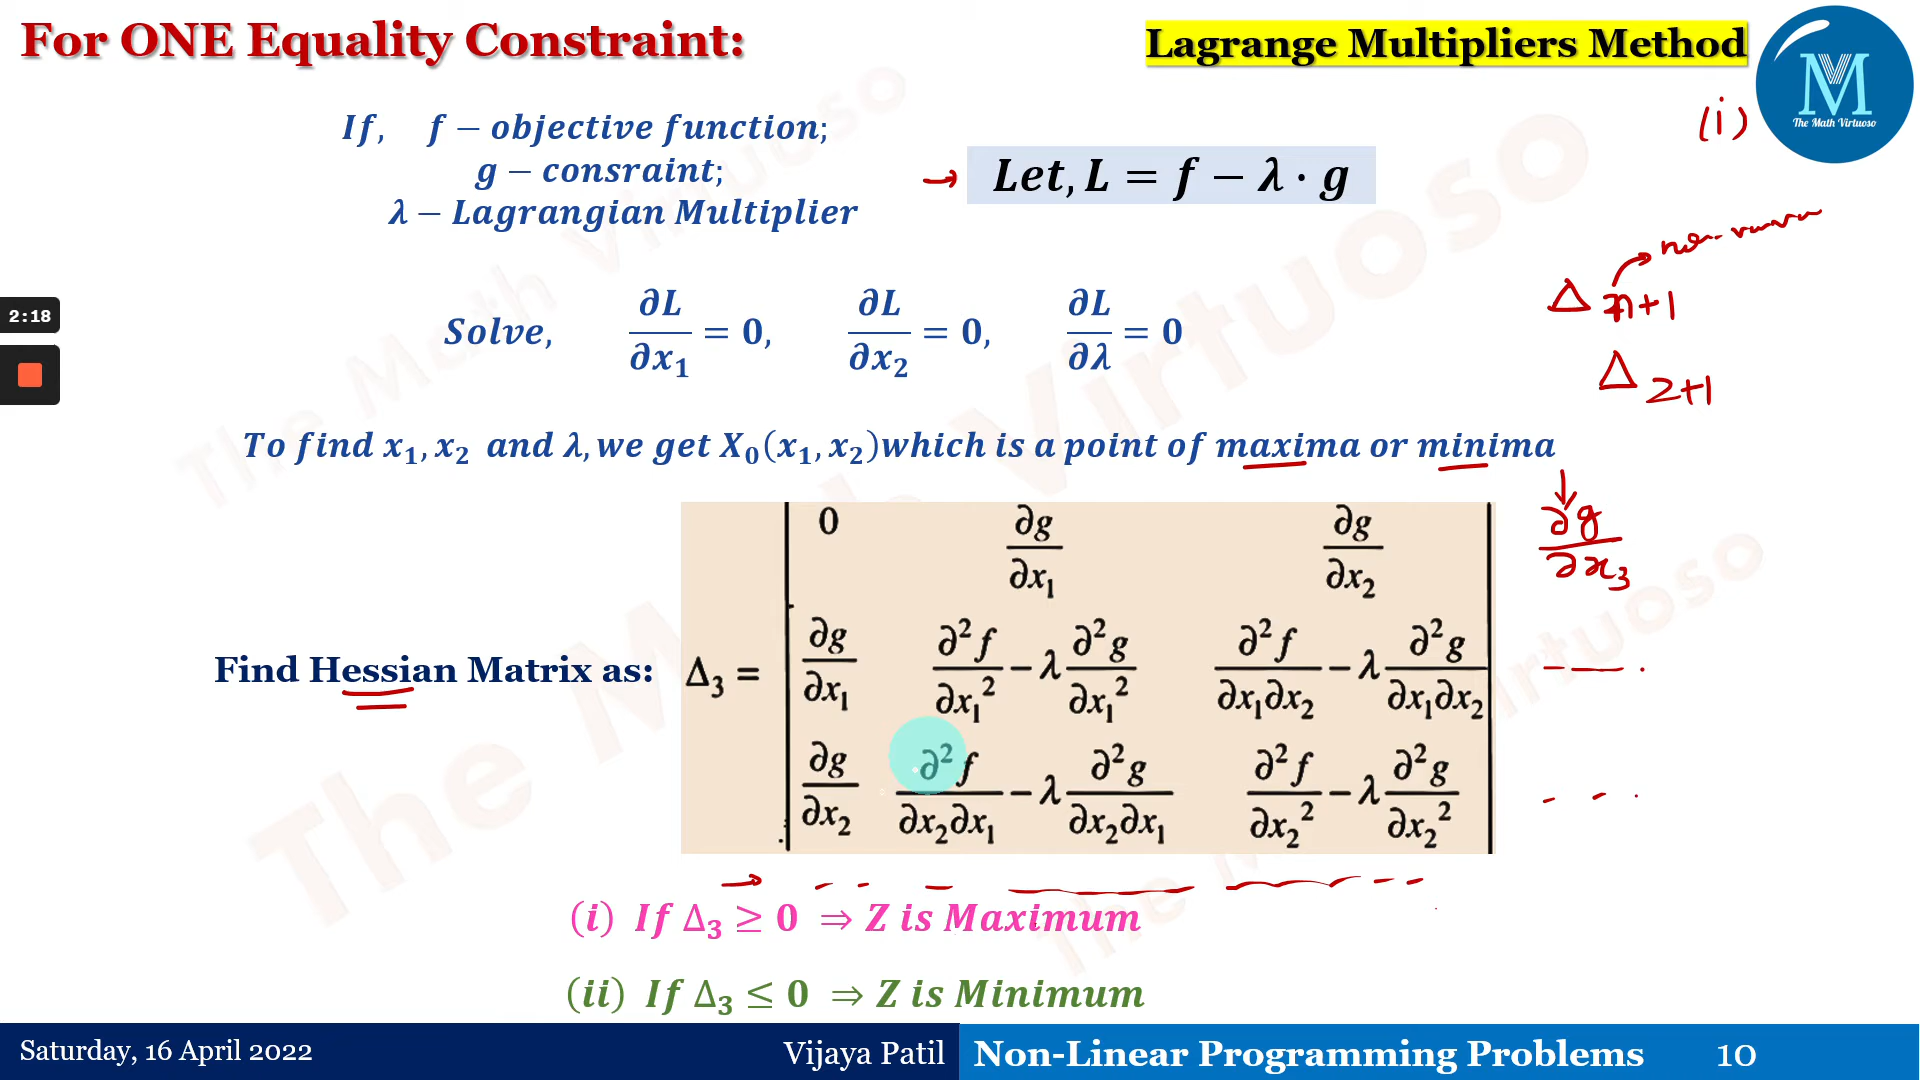 For ONE Equality Constraint:
Lagrange Multipliers Method
M
The Math Virtuoso
(i)
If, f − objective function;
g − consraint;
λ − Lagrangian Multiplier
→ Let, L = f − λ · g
Δ n+1
Δ 2+1
2:18
Solve, ∂L/∂x₁ = 0, ∂L/∂x₂ = 0, ∂L/∂λ = 0
To find x₁, x₂ and λ, we get X₀(x₁, x₂)which is a point of maxima or minima
∂g/∂x₃
Find Hessian Matrix as:
Δ₃ =
0 ∂g/∂x₁ ∂g/∂x₂
∂g/∂x₁ ∂²f/∂x₁² − λ ∂²g/∂x₁² ∂²f/∂x₁∂x₂ − λ ∂²g/∂x₁∂x₂
∂g/∂x₂ ∂²f/∂x₂∂x₁ − λ ∂²g/∂x₂∂x₁ ∂²f/∂x₂² − λ ∂²g/∂x₂²
(i) If Δ₃ ≥ 0 ⇒ Z is Maximum
(ii) If Δ₃ ≤ 0 ⇒ Z is Minimum
The Math Virtuoso
Saturday, 16 April 2022
Vijaya Patil
Non-Linear Programming Problems
10